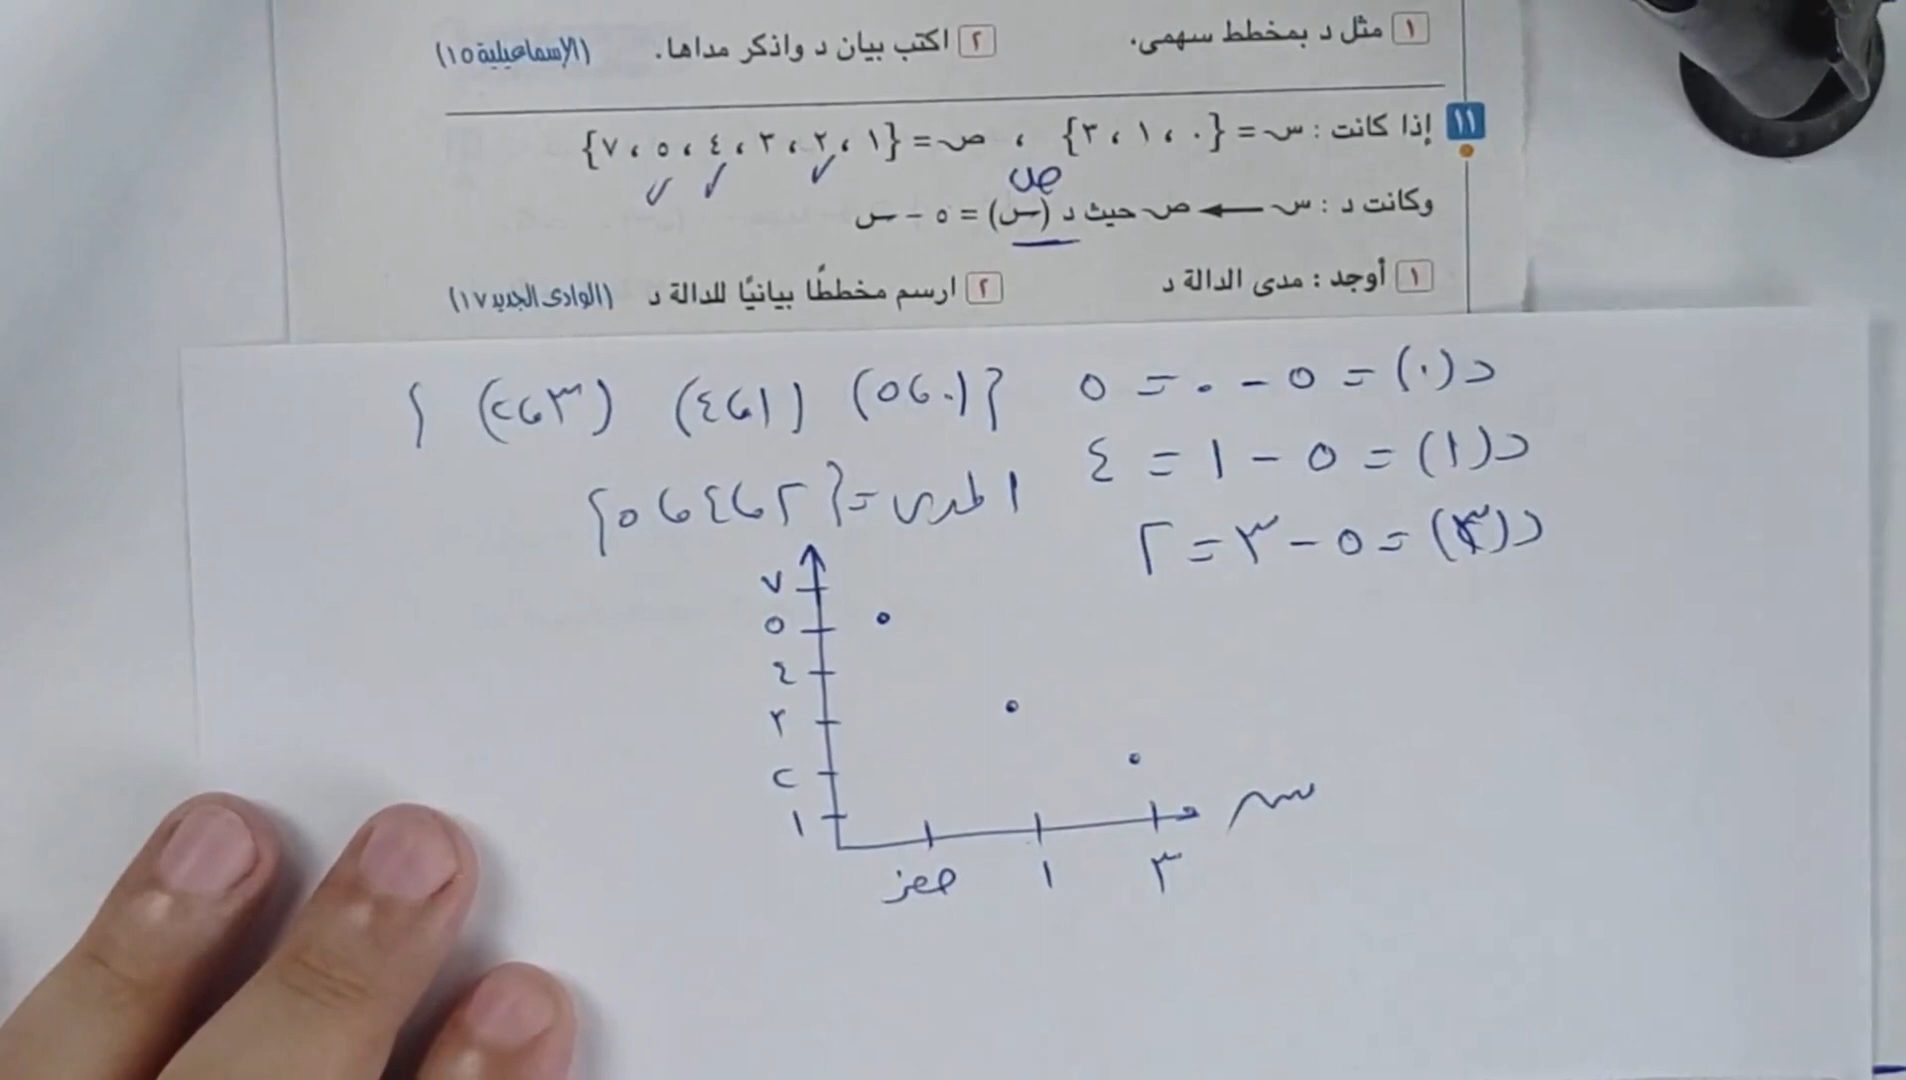 ١ مثل د بمخطط سهمى. ٢ اكتب بيان د واذكر مداها. (الإسماعيلية ١٥)
١١ إذا كانت : س = {٠ ، ١ ، ٣} ، ص = {١ ، ٢ ، ٣ ، ٤ ، ٥ ، ٧}
ص
وكانت د : س ← ص حيث د (س) = ٥ - س
١ أوجد : مدى الدالة د ٢ ارسم مخططًا بيانيًا للدالة د (الوادى الجديد ١٧)
د(٠) = ٥ - ٠ = ٥ {(٠،٥) (١،٤) (٣،٢)}
د(١) = ٥ - ١ = ٤
المدى = {٢،٤،٥}
د(٣) = ٥ - ٣ = ٢
٧
٥
٤
٣
٢
١
س
صفر ١ ٣